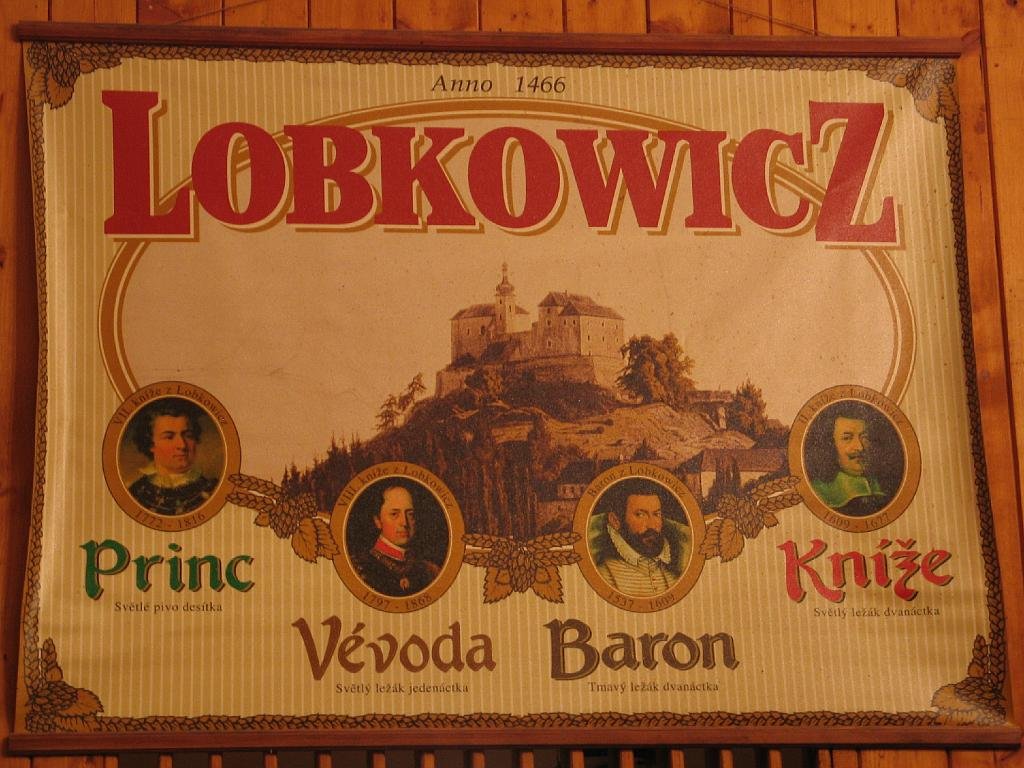 Anno 1466
LOBKOWICZ
VII. kníže z Lobkowicz
1772 - 1816
VIII. kníže z Lobkowicz
1797 - 1868
Baron z Lobkowicz
1537 - 1609
II. kníže z Lobkowicz
1609 - 1677
Princ
Světlé pivo desítka
Vévoda
Světlý ležák jedenáctka
Baron
Tmavý ležák dvanáctka
Kníže
Světlý ležák dvanáctka